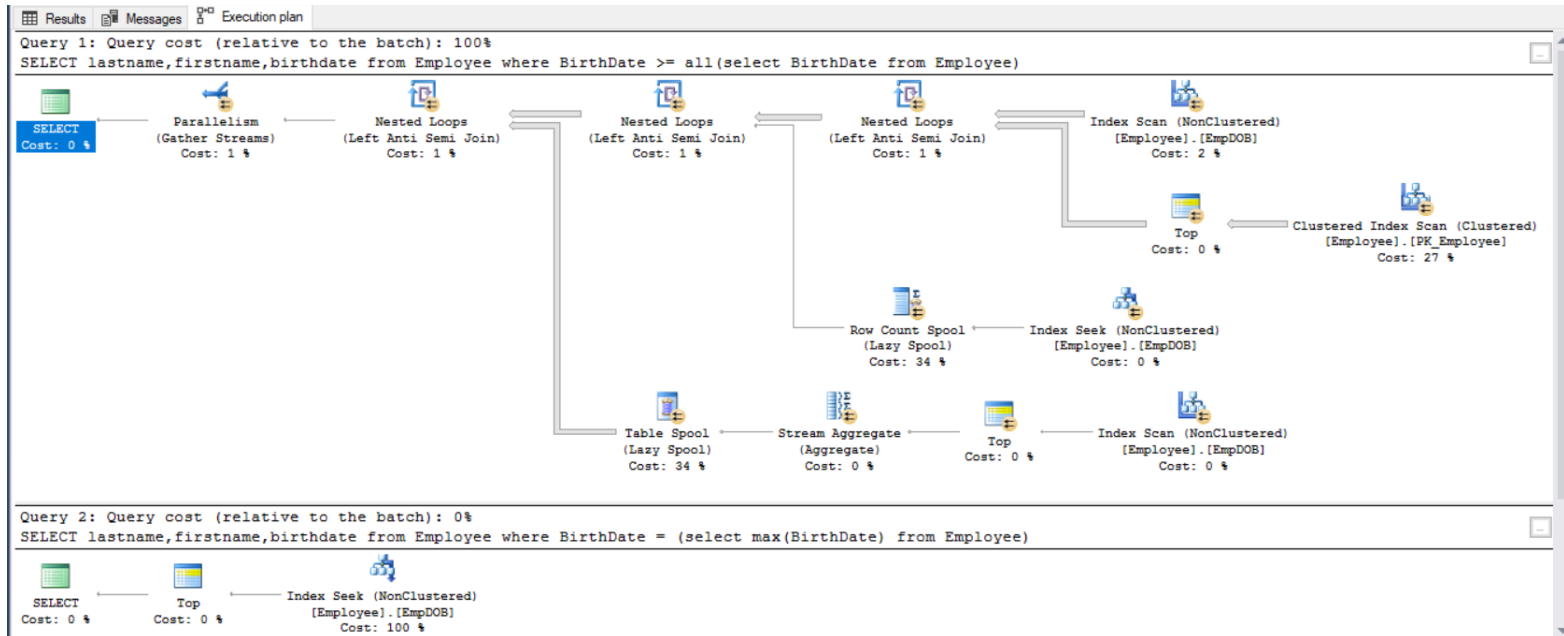 Results Messages Execution plan
Query 1: Query cost (relative to the batch): 100%
SELECT lastname,firstname,birthdate from Employee where BirthDate >= all(select BirthDate from Employee)
SELECT
Cost: 0 %
Parallelism
(Gather Streams)
Cost: 1 %
Nested Loops
(Left Anti Semi Join)
Cost: 1 %
Nested Loops
(Left Anti Semi Join)
Cost: 1 %
Nested Loops
(Left Anti Semi Join)
Cost: 1 %
Index Scan (NonClustered)
[Employee].[EmpDOB]
Cost: 2 %
Top
Cost: 0 %
Clustered Index Scan (Clustered)
[Employee].[PK_Employee]
Cost: 27 %
Row Count Spool
(Lazy Spool)
Cost: 34 %
Index Seek (NonClustered)
[Employee].[EmpDOB]
Cost: 0 %
Table Spool
(Lazy Spool)
Cost: 34 %
Stream Aggregate
(Aggregate)
Cost: 0 %
Top
Cost: 0 %
Index Scan (NonClustered)
[Employee].[EmpDOB]
Cost: 0 %
Query 2: Query cost (relative to the batch): 0%
SELECT lastname,firstname,birthdate from Employee where BirthDate = (select max(BirthDate) from Employee)
SELECT
Cost: 0 %
Top
Cost: 0 %
Index Seek (NonClustered)
[Employee].[EmpDOB]
Cost: 100 %